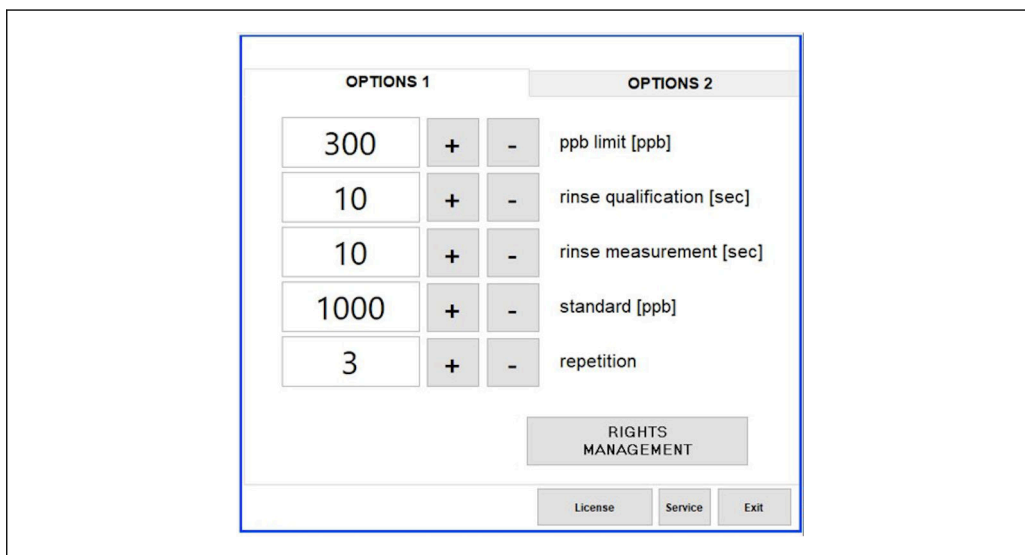 OPTIONS 1 OPTIONS 2
300 + - ppb limit [ppb]
10 + - rinse qualification [sec]
10 + - rinse measurement [sec]
1000 + - standard [ppb]
3 + - repetition
RIGHTS
MANAGEMENT
License Service Exit